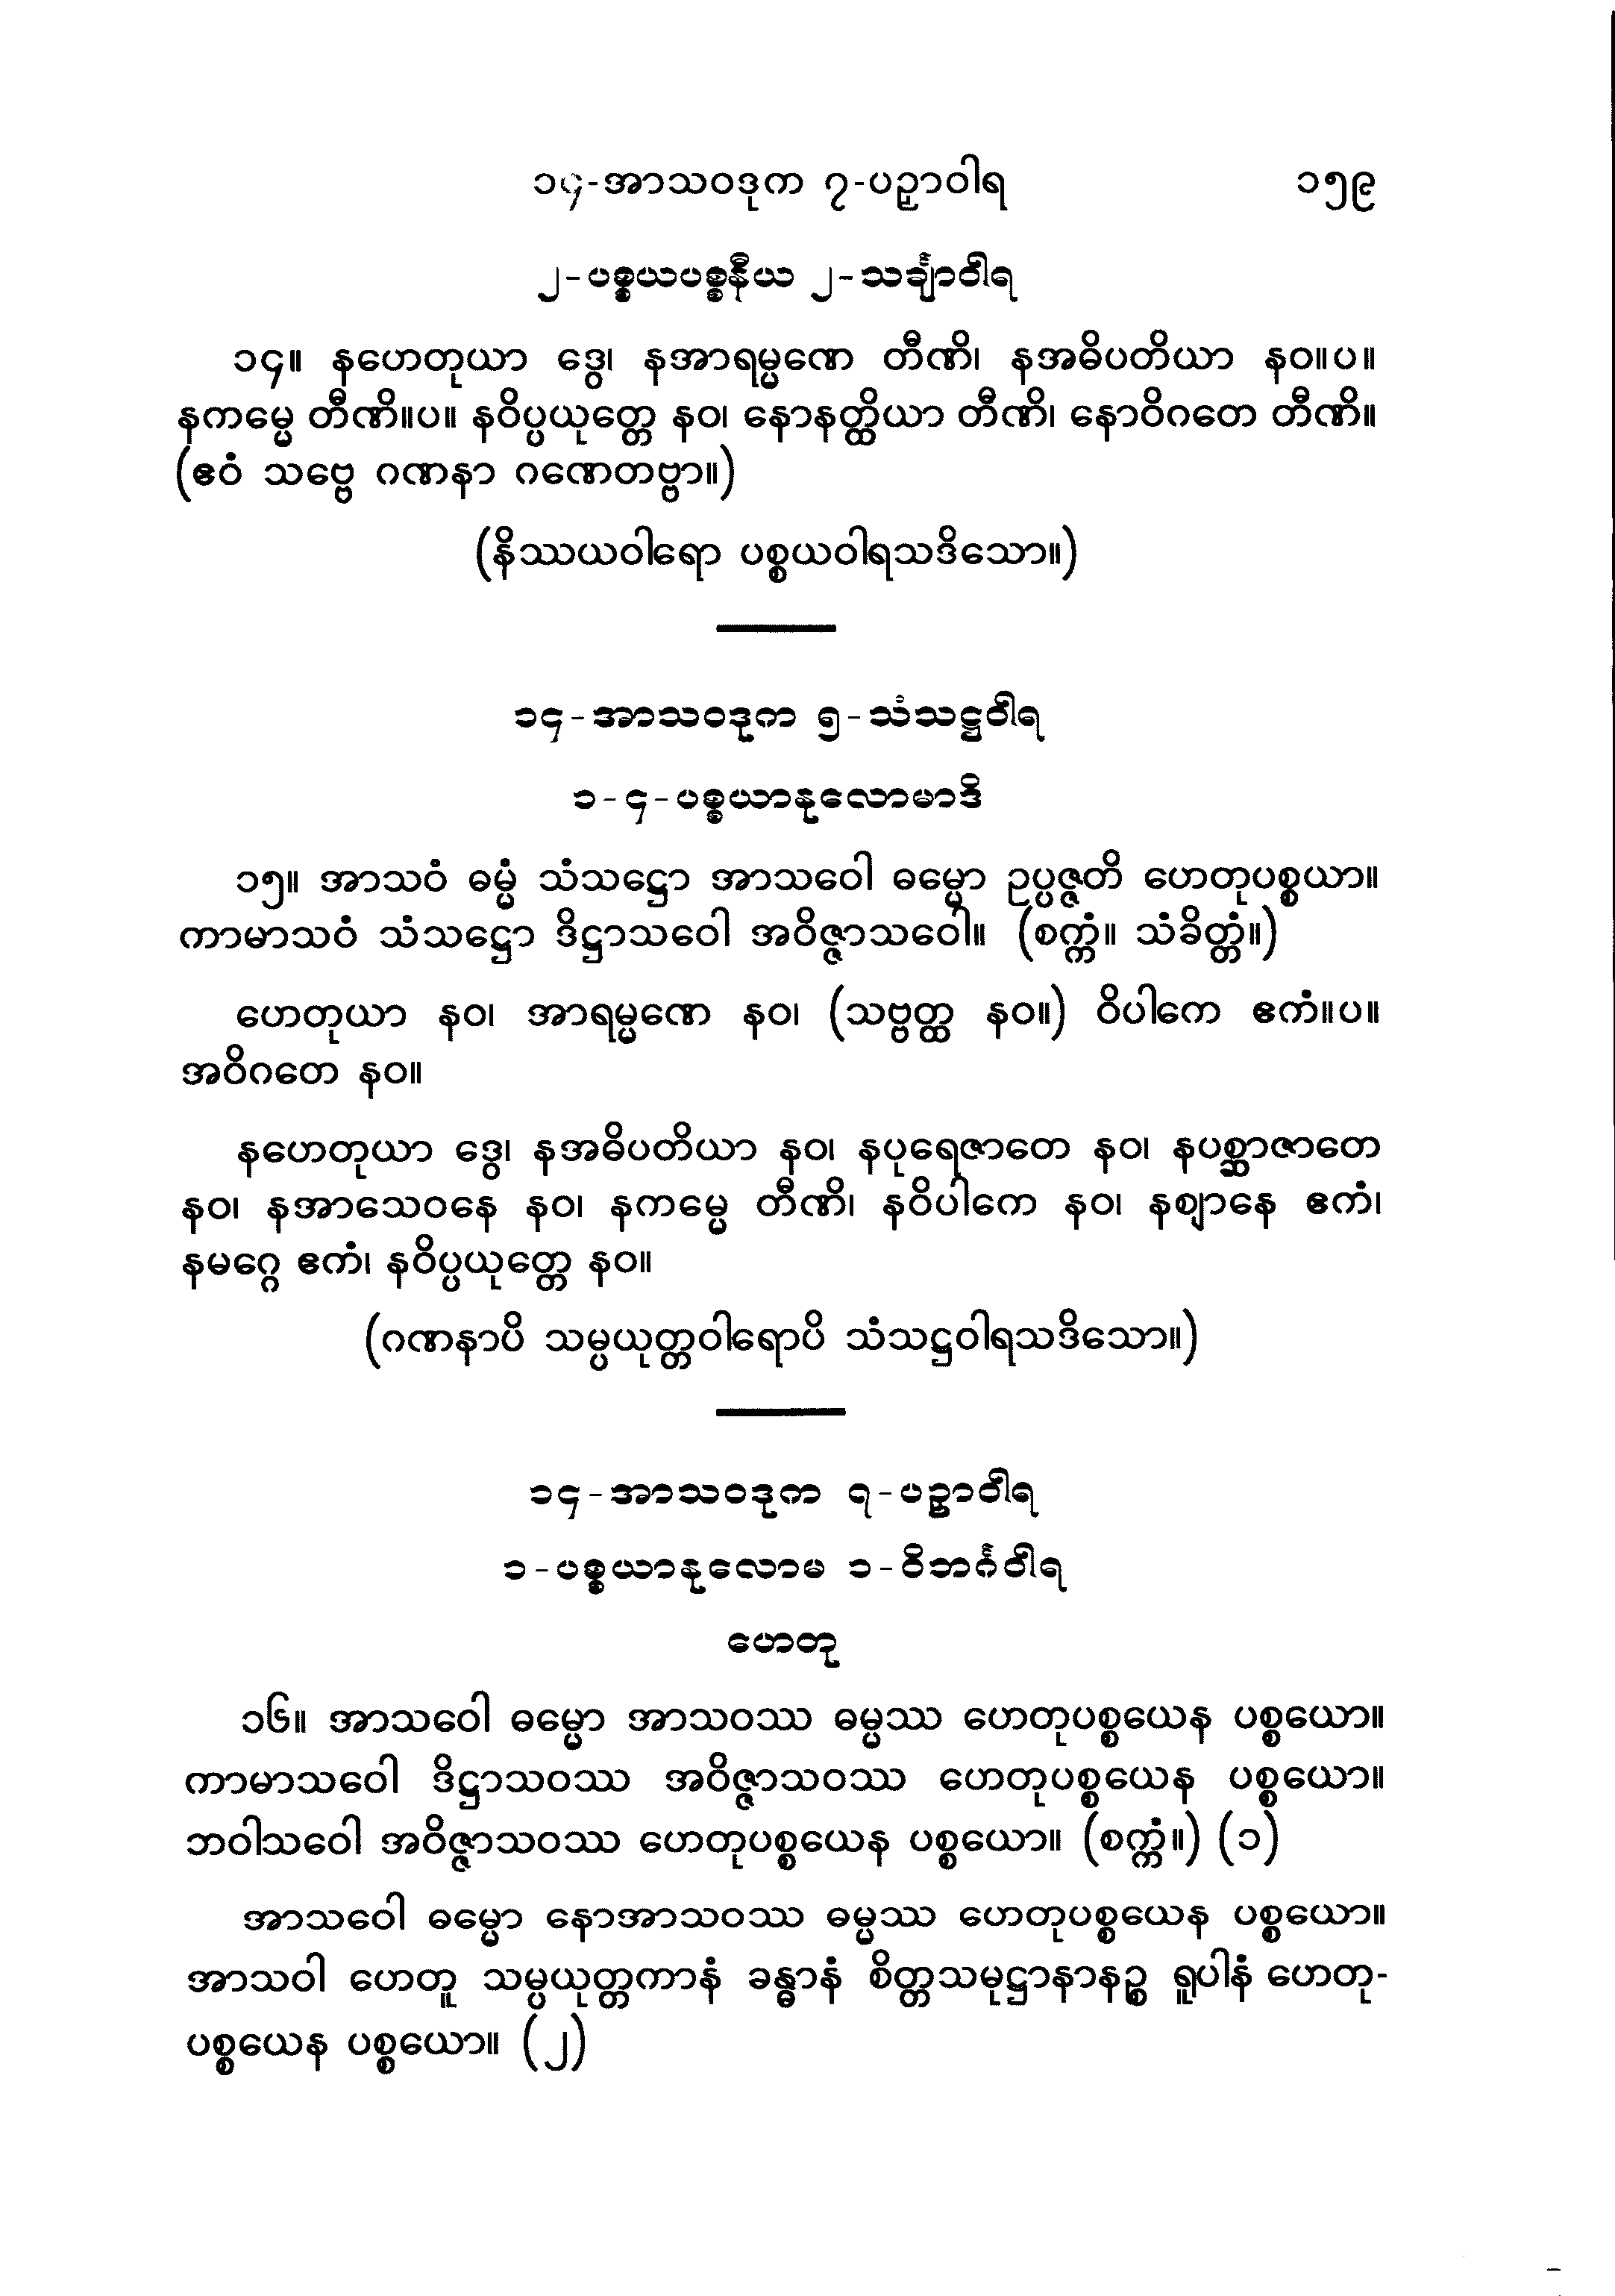 ၁၄-အာသဝဒုက ၇-ပဉှာဝါရ ၁၅၉
၂-ပစ္စယပစ္စနီယ ၂-သင်္ချာဝါရ
၁၄။ နဟေတုယာ ဒွေ၊ နအာရမ္မဏေ တီဏိ၊ နအဓိပတိယာ နဝ။ပ။
နကမ္မေ တီဏိ။ပ။ နဝိပ္ပယုတ္တေ နဝ၊ နောနတ္ထိယာ တီဏိ၊ နောဝိဂတေ တီဏိ။
(ဧဝံ သဗ္ဗေ ဂဏနာ ဂဏေတဗ္ဗာ။)
(နိဿယဝါရော ပစ္စယဝါရသဒိသော။)
၁၄-အာသဝဒုက ၅-သံသဋ္ဌဝါရ
၁-၄-ပစ္စယာနုလောမာဒိ
၁၅။ အာသဝံ ဓမ္မံ သံသဋ္ဌော အာသဝေါ ဓမ္မော ဥပ္ပဇ္ဇတိ ဟေတုပစ္စယာ။
ကာမာသဝံ သံသဋ္ဌော ဒိဋ္ဌာသဝေါ အဝိဇ္ဇာသဝေါ။ (စက္ကံ။ သံခိတ္တံ။)
ဟေတုယာ နဝ၊ အာရမ္မဏေ နဝ၊ (သဗ္ဗတ္ထ နဝ။) ဝိပါကေ ဧကံ။ပ။
အဝိဂတေ နဝ။
နဟေတုယာ ဒွေ၊ နအဓိပတိယာ နဝ၊ နပုရေဇာတေ နဝ၊ နပစ္ဆာဇာတေ
နဝ၊ နအာသေဝနေ နဝ၊ နကမ္မေ တီဏိ၊ နဝိပါကေ နဝ၊ နဈာနေ ဧကံ၊
နမဂ္ဂေ ဧကံ၊ နဝိပ္ပယုတ္တေ နဝ။
(ဂဏနာပိ သမ္ပယုတ္တဝါရောပိ သံသဋ္ဌဝါရသဒိသော။)
၁၄-အာသဝဒုက ၇-ပဉှာဝါရ
၁-ပစ္စယာနုလောမ ၁-ဝိဘင်္ဂဝါရ
ဟေတု
၁၆။ အာသဝေါ ဓမ္မော အာသဝဿ ဓမ္မဿ ဟေတုပစ္စယေန ပစ္စယော။
ကာမာသဝေါ ဒိဋ္ဌာသဝဿ အဝိဇ္ဇာသဝဿ ဟေတုပစ္စယေန ပစ္စယော။
ဘဝါသဝေါ အဝိဇ္ဇာသဝဿ ဟေတုပစ္စယေန ပစ္စယော။ (စက္ကံ။) (၁)
အာသဝေါ ဓမ္မော နောအာသဝဿ ဓမ္မဿ ဟေတုပစ္စယေန ပစ္စယော။
အာသဝါ ဟေတူ သမ္ပယုတ္တကာနံ ခန္ဓာနံ စိတ္တသမုဋ္ဌာနာနဉ္စ ရူပါနံ ဟေတု-
ပစ္စယေန ပစ္စယော။ (၂)